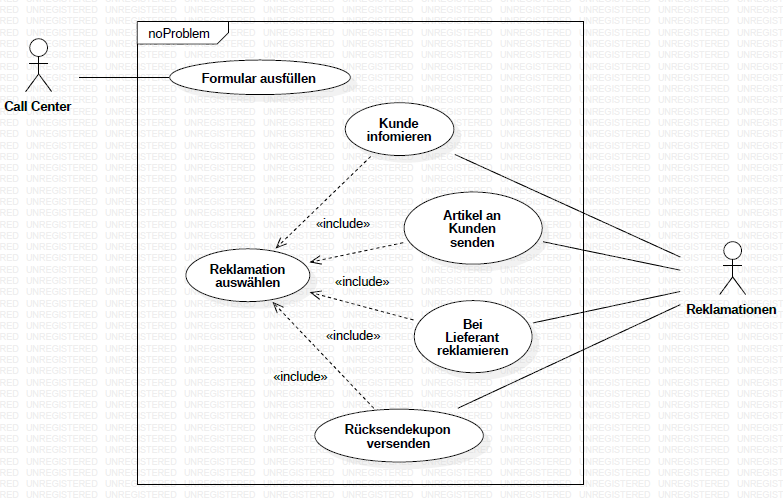 noProblem
Formular ausfüllen
Call Center
Kunde
infomieren
«include»
Artikel an
Kunden
senden
Reklamation
auswählen
«include»
Reklamationen
Bei
Lieferant
reklamieren
«include»
«include»
Rücksendekupon
versenden
UNREGISTERED